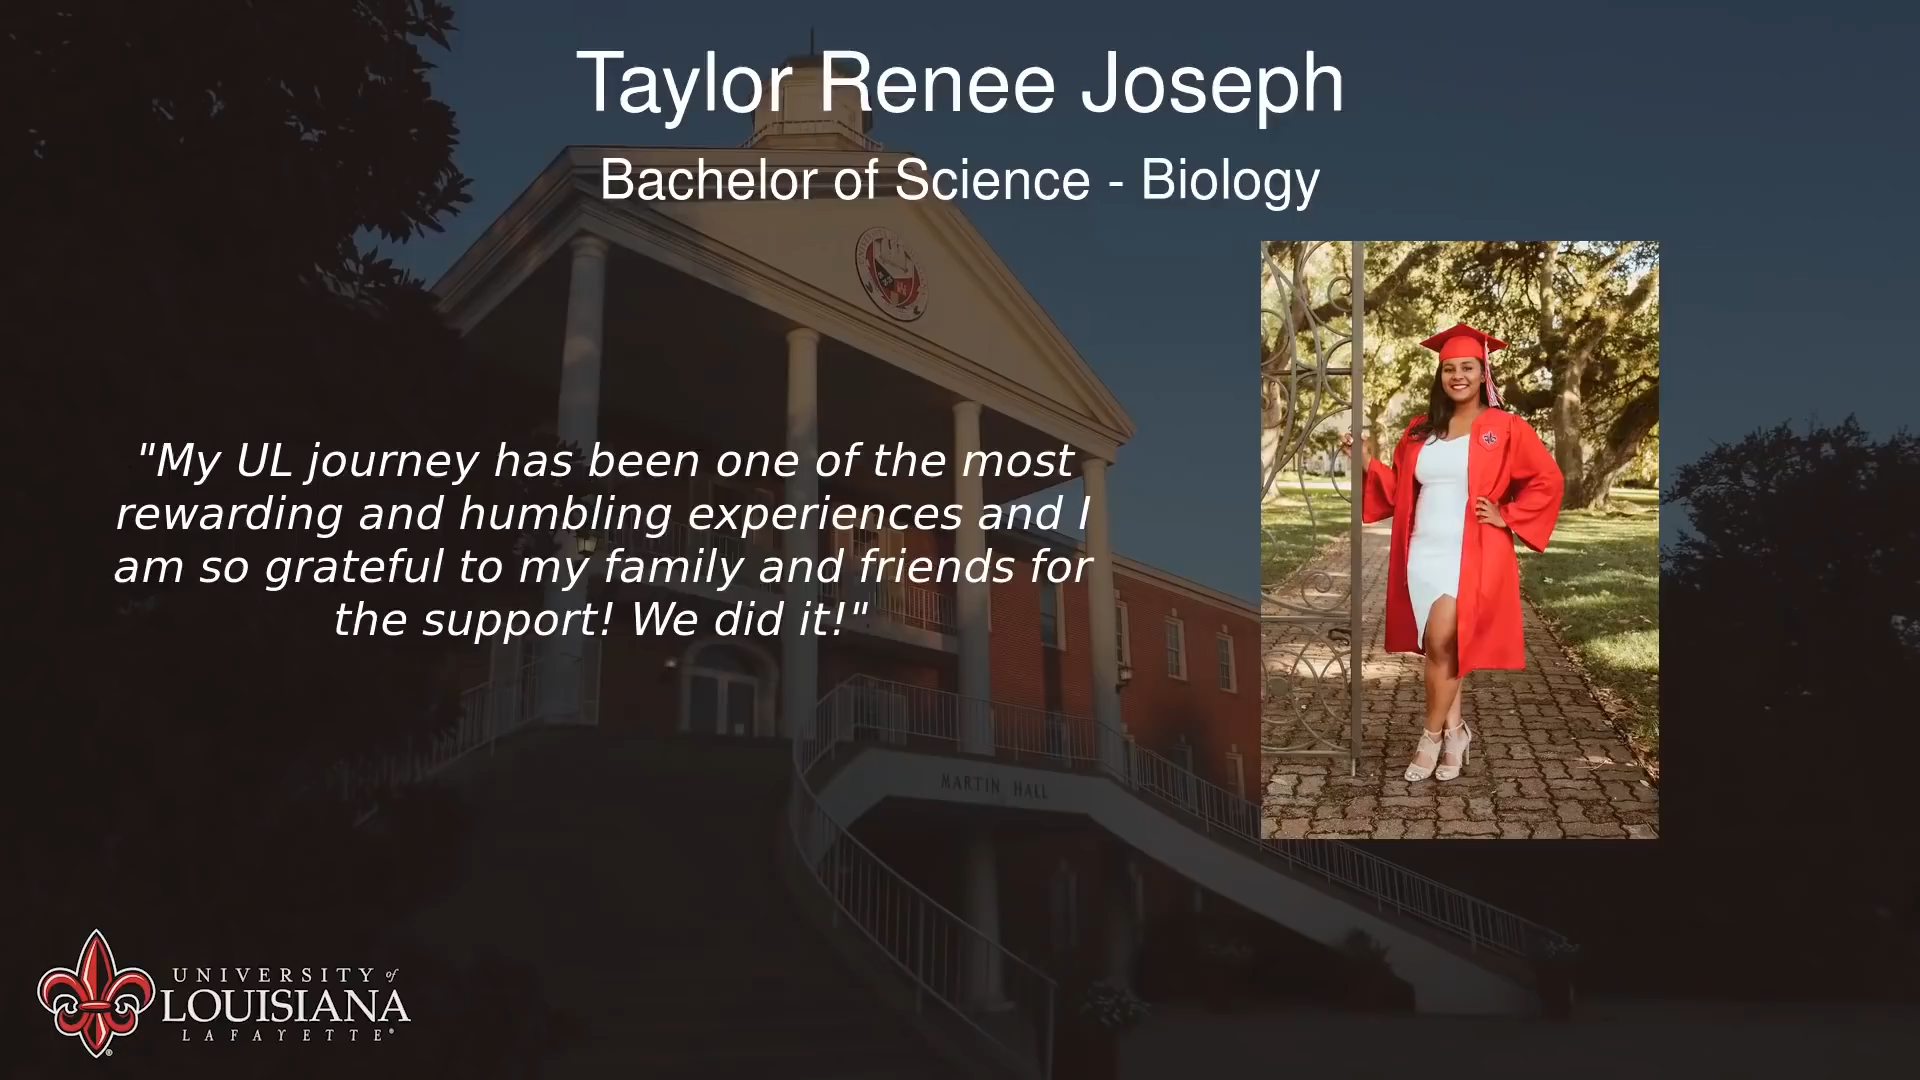 Taylor Renee Joseph
Bachelor of Science - Biology
"My UL journey has been one of the most
rewarding and humbling experiences and I
am so grateful to my family and friends for
the support! We did it!"
MARTIN HALL
UNIVERSITY of
LOUISIANA
LAFAYETTE®